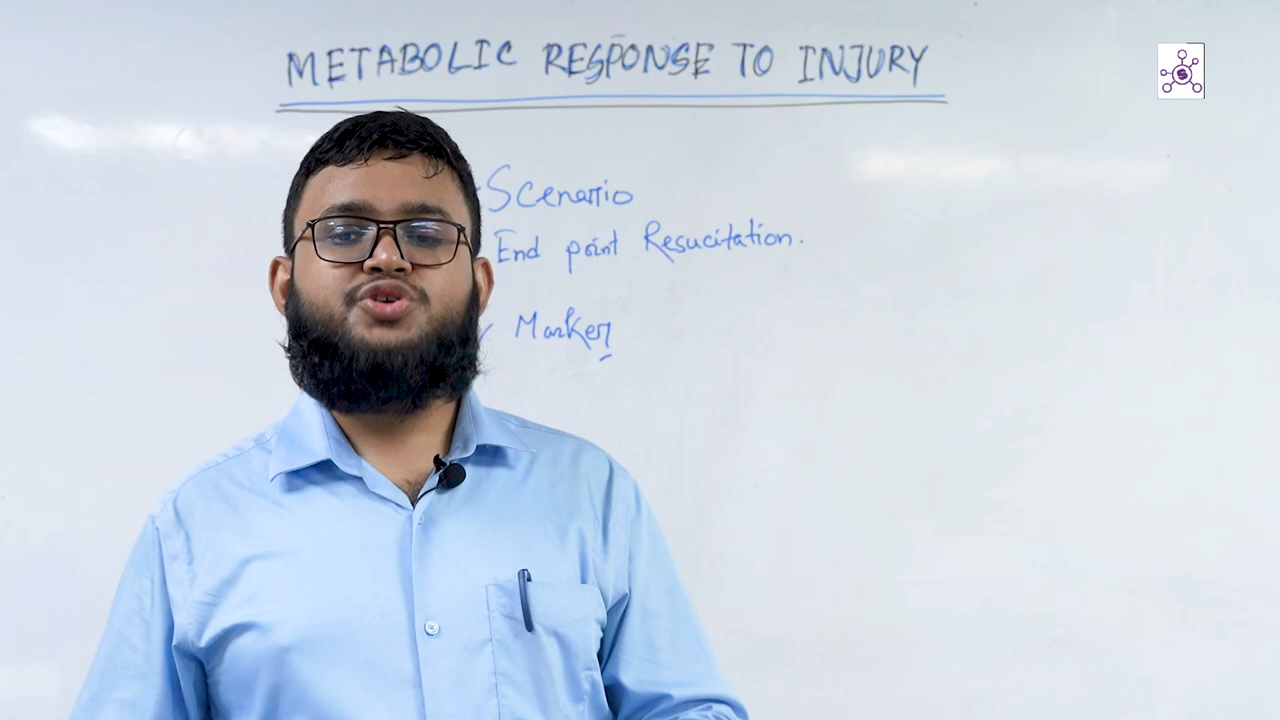 METABOLIC RESPONSE TO INJURY
Scenario
End point Resucitation.
Marker
S